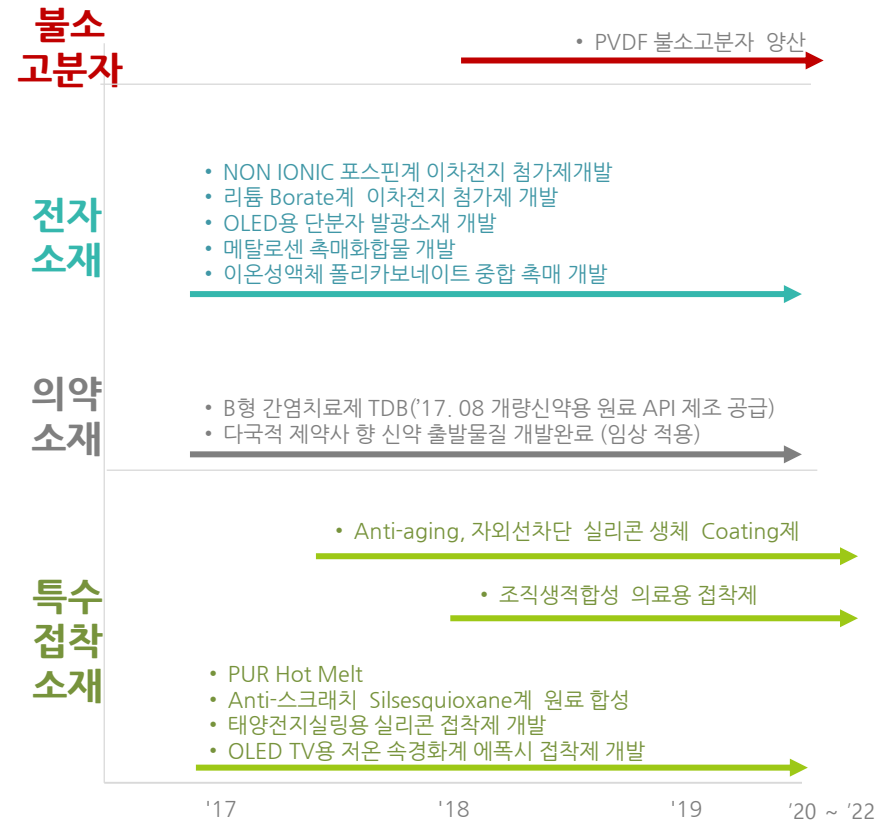 불소
고분자
• PVDF 불소고분자 양산
전자
소재
• NON IONIC 포스핀계 이차전지 첨가제개발
• 리튬 Borate계 이차전지 첨가제 개발
• OLED용 단분자 발광소재 개발
• 메탈로센 촉매화합물 개발
• 이온성액체 폴리카보네이트 중합 촉매 개발
의약
소재
• B형 간염치료제 TDB('17. 08 개량신약용 원료 API 제조 공급)
• 다국적 제약사 향 신약 출발물질 개발완료 (임상 적용)
특수
접착
소재
• Anti-aging, 자외선차단 실리콘 생체 Coating제
• 조직생적합성 의료용 접착제
• PUR Hot Melt
• Anti-스크래치 Silsesquioxane계 원료 합성
• 태양전지실링용 실리콘 접착제 개발
• OLED TV용 저온 속경화계 에폭시 접착제 개발
'17 '18 '19 '20 ~ '22